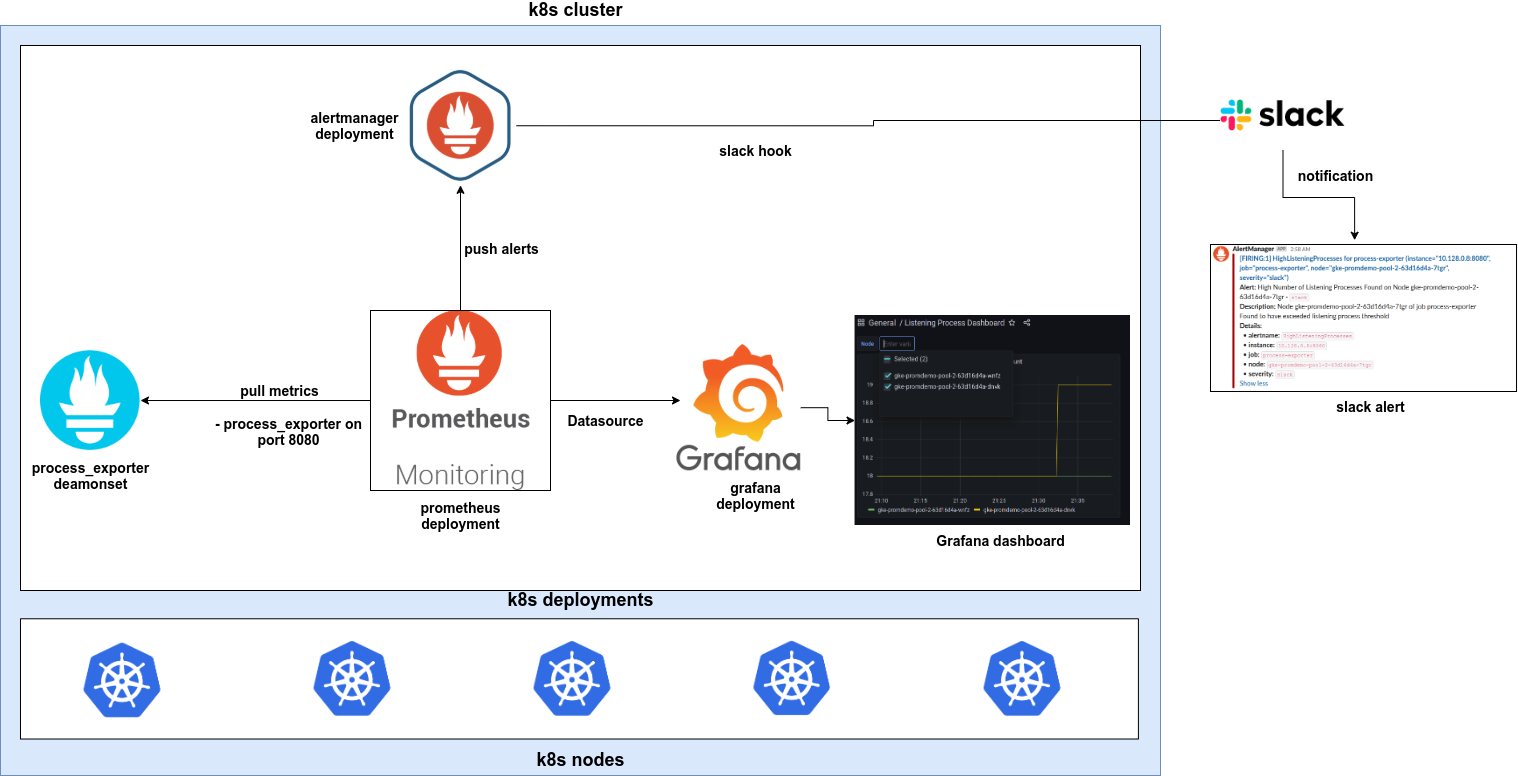 k8s cluster
alertmanager
deployment
slack hook
slack
notification
push alerts
AlertManager APP 2:58 AM
[FIRING:1] HighListeningProcesses for process-exporter (instance="10.128.0.8:8080",
job="process-exporter", node="gke-promdemo-pool-2-63d16d4a-7tgr",
severity="slack")
Alert: High Number of Listening Processes Found on Node gke-promdemo-pool-2-
63d16d4a-7tgr - slack
Description: Node gke-promdemo-pool-2-63d16d4a-7tgr of job process-exporter
Found to have exceeded listening process threshold
Details:
• alertname: HighListeningProcesses
• instance: 10.128.0.8:8080
• job: process-exporter
• node: gke-promdemo-pool-2-63d16d4a-7tgr
• severity: slack
Show less
slack alert
pull metrics
- process_exporter on
port 8080
process_exporter
deamonset
Prometheus
Monitoring
prometheus
deployment
Datasource
Grafana
grafana
deployment
General / Listening Process Dashboard
Node Enter varia
Selected (2)
gke-promdemo-pool-2-63d16d4a-wnfz
gke-promdemo-pool-2-63d16d4a-dnvk
unt
19
18.8
18.6
18.4
18.2
18
17.8
21:10 21:15 21:20 21:25 21:30 21:35
gke-promdemo-pool-2-63d16d4a-wnfz gke-promdemo-pool-2-63d16d4a-dnvk
Grafana dashboard
k8s deployments
k8s nodes